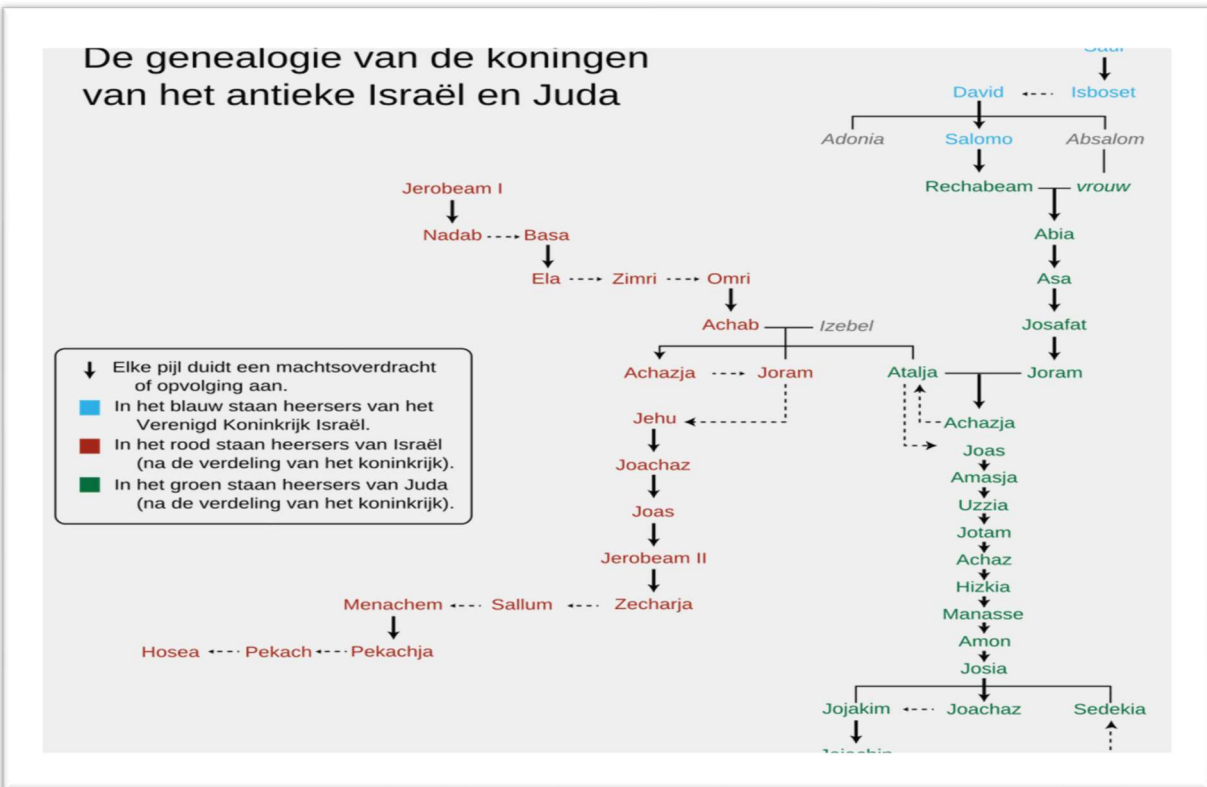 De genealogie van de koningen
van het antieke Israël en Juda
Saul
David Isboset
Adonia Salomo Absalom
Jerobeam I Rechabeam vrouw
Nadab Basa Abia
Ela Zimri Omri Asa
Achab Izebel Josafat
Achazja Joram Atalja Joram
Jehu Achazja
Joas
Joachaz
Amasja
Uzzia
Joas
Jotam
Jerobeam II Achaz
Hizkia
Menachem Sallum Zecharja
Manasse
Amon
Hosea Pekach Pekachja
Josia
Jojakim Joachaz Sedekia
Elke pijl duidt een machtsoverdracht
of opvolging aan.
In het blauw staan heersers van het
Verenigd Koninkrijk Israël.
In het rood staan heersers van Israël
(na de verdeling van het koninkrijk).
In het groen staan heersers van Juda
(na de verdeling van het koninkrijk).